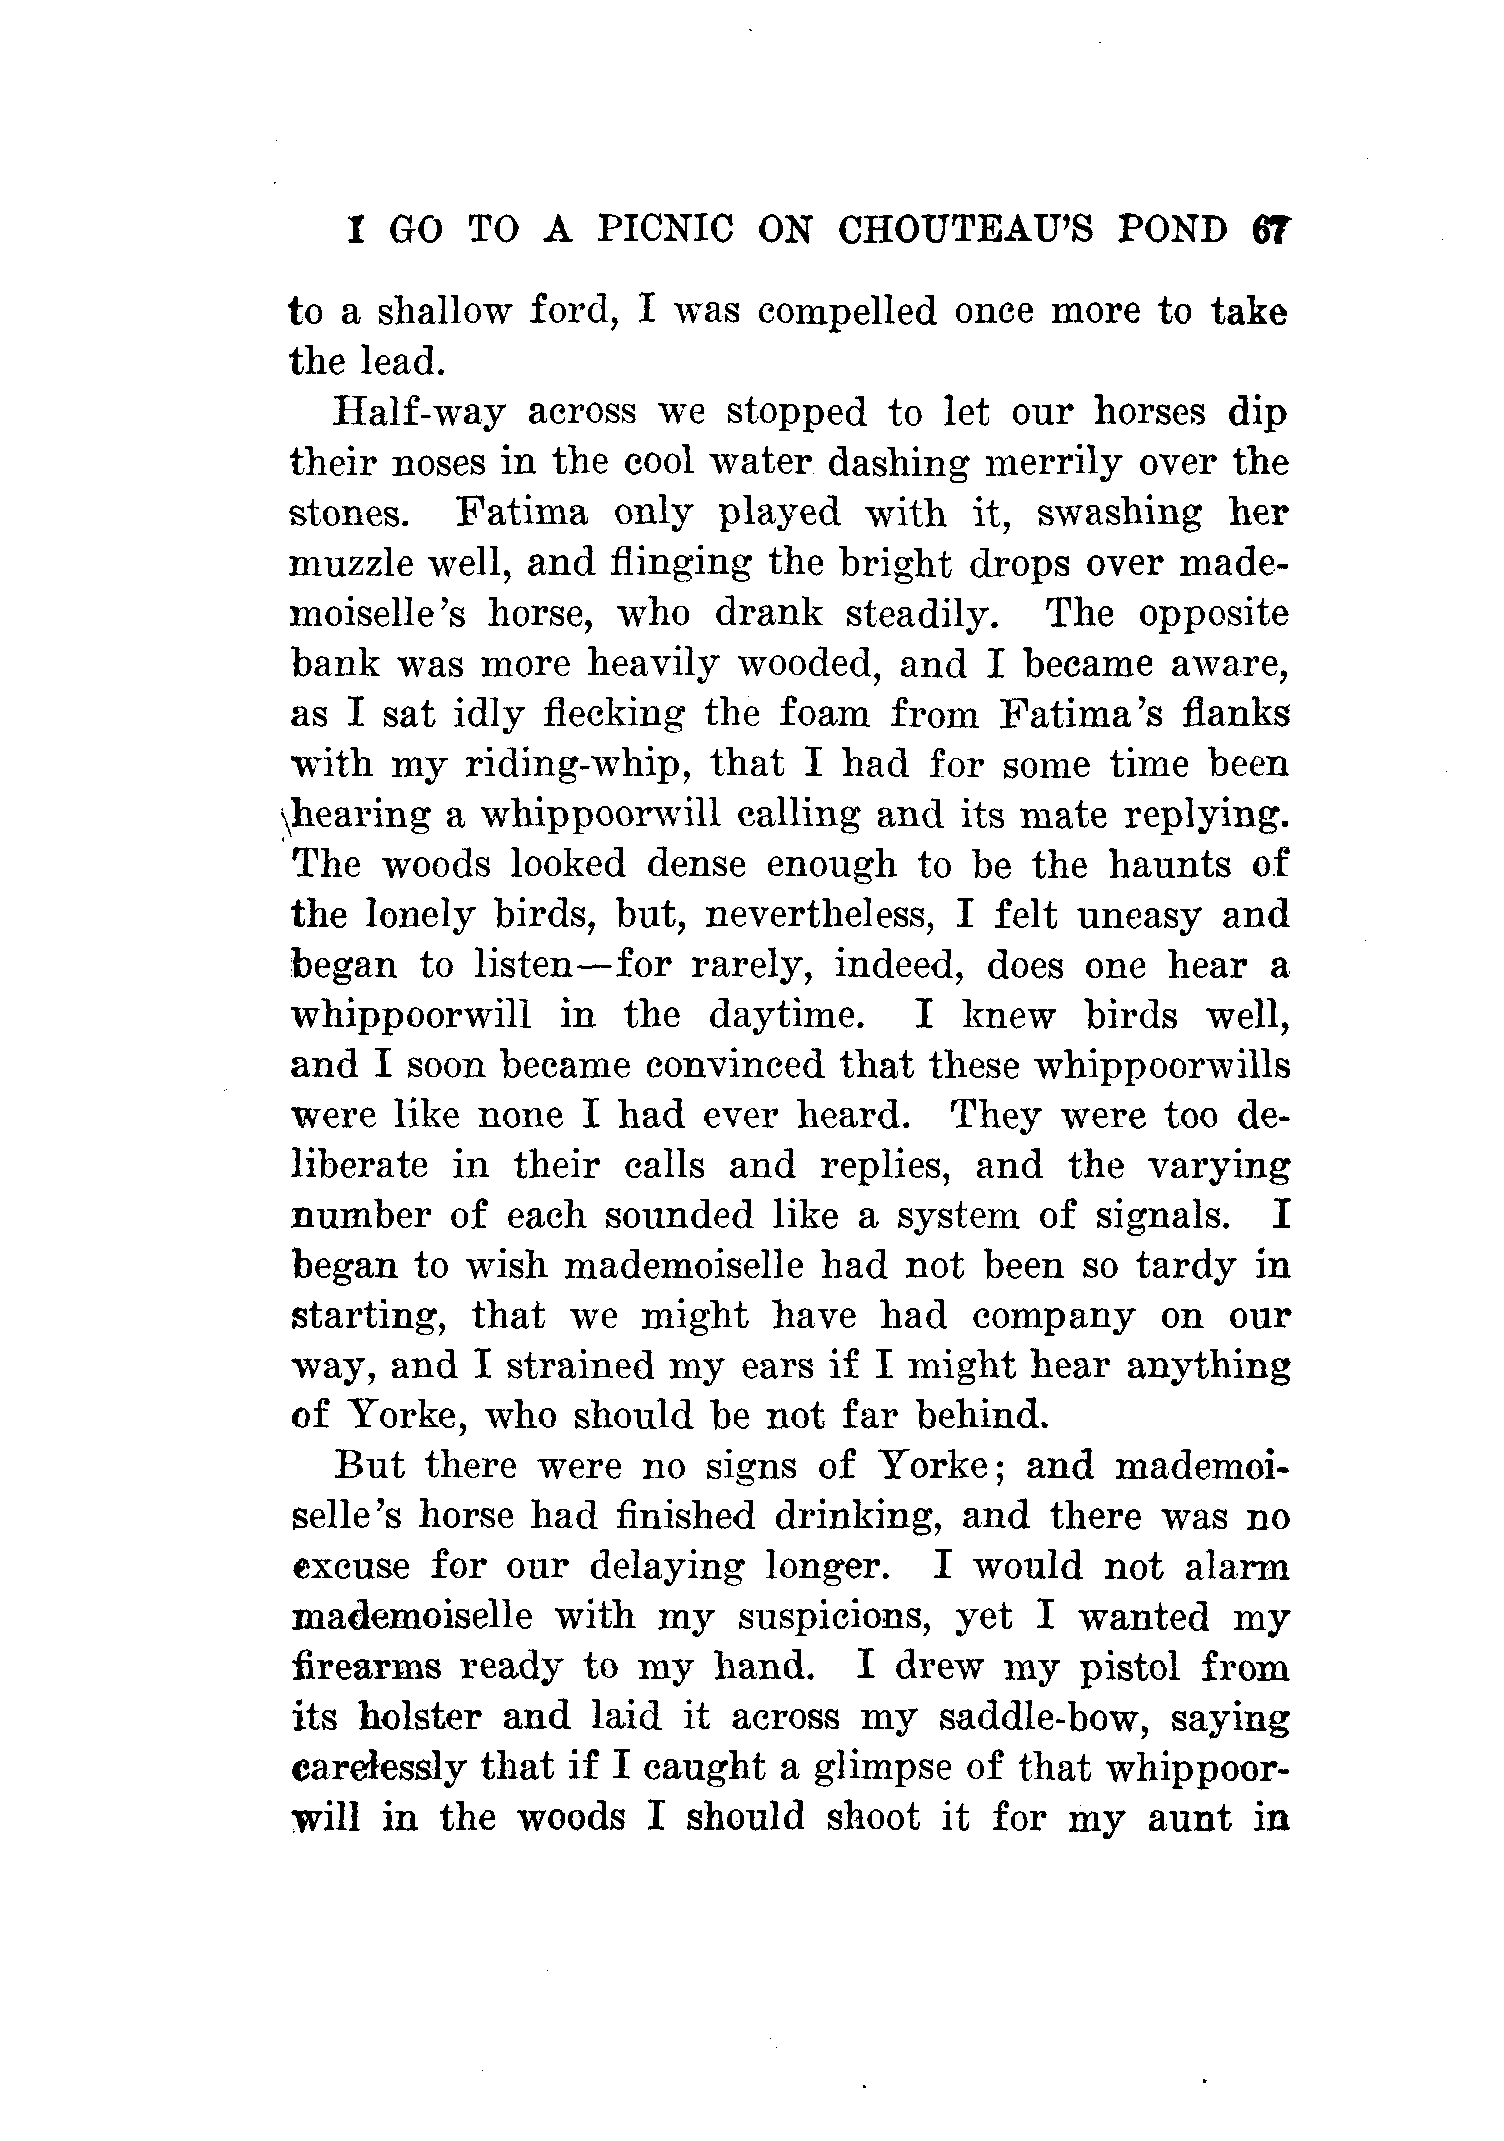 I GO TO A PICNIC ON CHOUTEAU'S POND 67
to a shallow ford, I was compelled once more to take
the lead.
Half-way across we stopped to let our horses dip
their noses in the cool water dashing merrily over the
stones. Fatima only played with it, swashing her
muzzle well, and flinging the bright drops over made-
moiselle's horse, who drank steadily. The opposite
bank was more heavily wooded, and I became aware,
as I sat idly flecking the foam from Fatima's flanks
with my riding-whip, that I had for some time been
hearing a whippoorwill calling and its mate replying.
The woods looked dense enough to be the haunts of
the lonely birds, but, nevertheless, I felt uneasy and
began to listen—for rarely, indeed, does one hear a
whippoorwill in the daytime. I knew birds well,
and I soon became convinced that these whippoorwills
were like none I had ever heard. They were too de-
liberate in their calls and replies, and the varying
number of each sounded like a system of signals. I
began to wish mademoiselle had not been so tardy in
starting, that we might have had company on our
way, and I strained my ears if I might hear anything
of Yorke, who should be not far behind.
But there were no signs of Yorke; and mademoi-
selle's horse had finished drinking, and there was no
excuse for our delaying longer. I would not alarm
mademoiselle with my suspicions, yet I wanted my
firearms ready to my hand. I drew my pistol from
its holster and laid it across my saddle-bow, saying
carelessly that if I caught a glimpse of that whippoor-
will in the woods I should shoot it for my aunt in